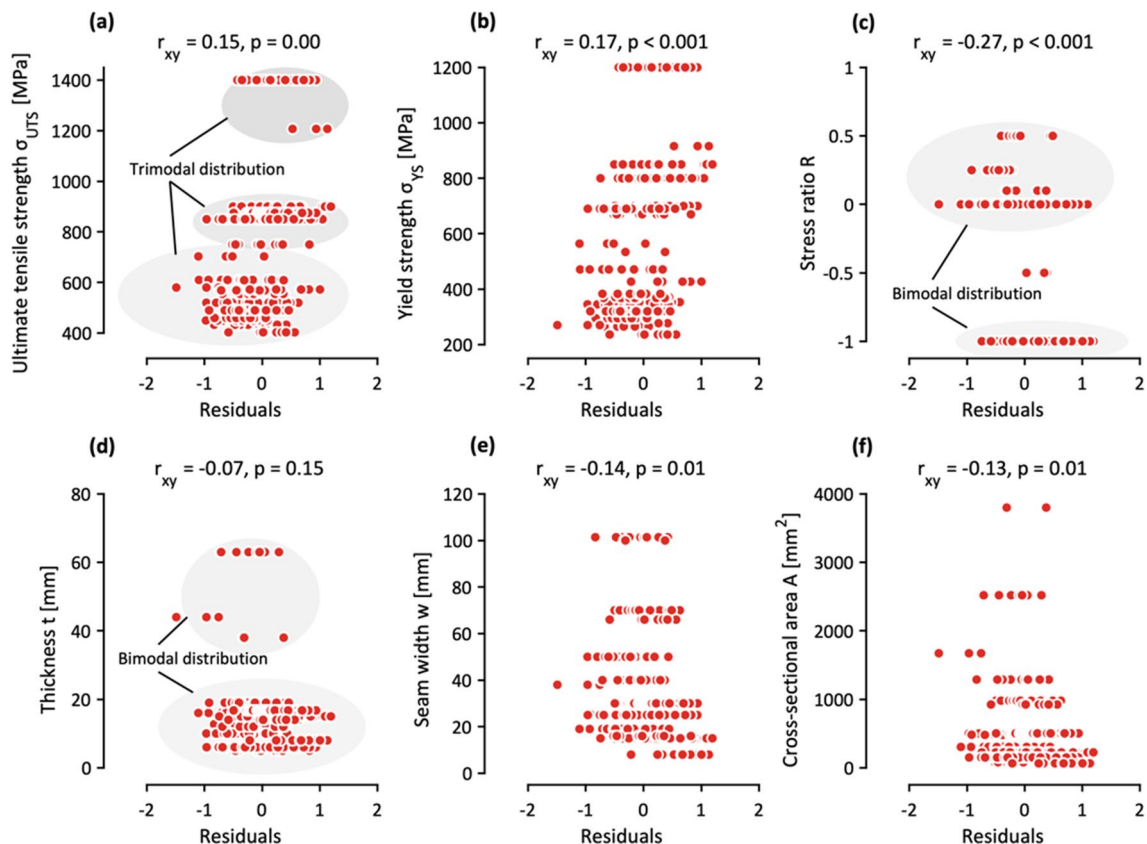 (a)
r_xy = 0.15, p = 0.00
Ultimate tensile strength σ_UTS [MPa]
1400
1200
1000
800
600
400
Trimodal distribution
-2 -1 0 1 2
Residuals
(b)
r_xy = 0.17, p < 0.001
Yield strength σ_YS [MPa]
1200
1000
800
600
400
200
-2 -1 0 1 2
Residuals
(c)
r_xy = -0.27, p < 0.001
Stress ratio R
1
0.5
0
-0.5
-1
Bimodal distribution
-2 -1 0 1 2
Residuals
(d)
r_xy = -0.07, p = 0.15
Thickness t [mm]
80
60
40
20
0
Bimodal distribution
-2 -1 0 1 2
Residuals
(e)
r_xy = -0.14, p = 0.01
Seam width w [mm]
120
100
80
60
40
20
0
-2 -1 0 1 2
Residuals
(f)
r_xy = -0.13, p = 0.01
Cross-sectional area A [mm²]
4000
3000
2000
1000
0
-2 -1 0 1 2
Residuals